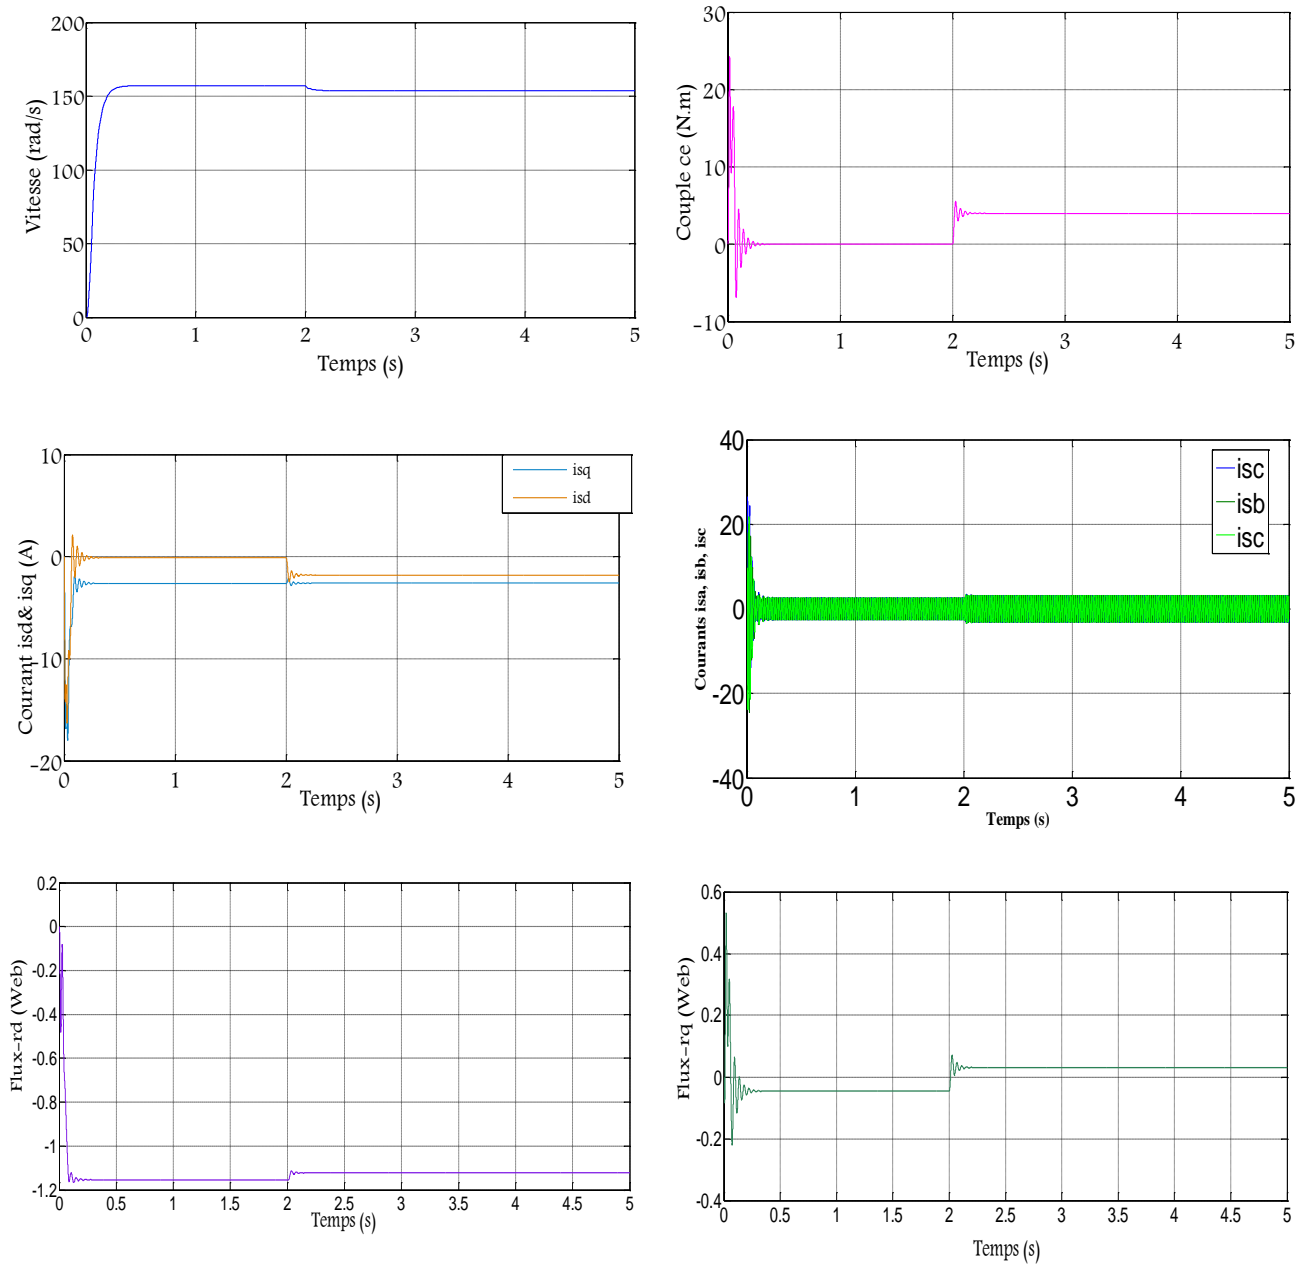 200
150
100
50
0
0 1 2 3 4 5
Vitesse (rad/s)
Temps (s)
30
20
10
0
-10
0 1 2 3 4 5
Couple ce (N.m)
Temps (s)
10
0
-10
-20
0 1 2 3 4 5
Courant isd& isq (A)
Temps (s)
isq
isd
40
20
0
-20
-40
0 1 2 3 4 5
Courants isa, isb, isc
Temps (s)
isc
isb
isc
0.2
0
-0.2
-0.4
-0.6
-0.8
-1
-1.2
0 0.5 1 1.5 2 2.5 3 3.5 4 4.5 5
Flux-rd (Web)
Temps (s)
0.6
0.4
0.2
0
-0.2
-0.4
0 0.5 1 1.5 2 2.5 3 3.5 4 4.5 5
Flux-rq (Web)
Temps (s)